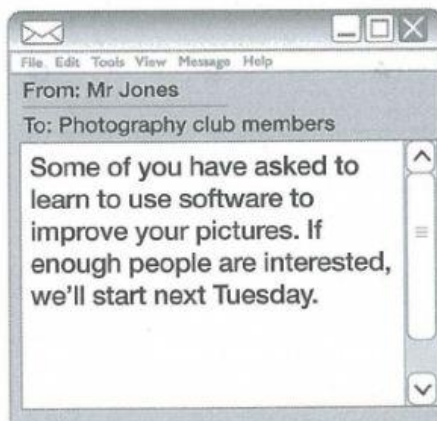 File Edit Tools View Message Help
From: Mr Jones
To: Photography club members
Some of you have asked to
learn to use software to
improve your pictures. If
enough people are interested,
we'll start next Tuesday.